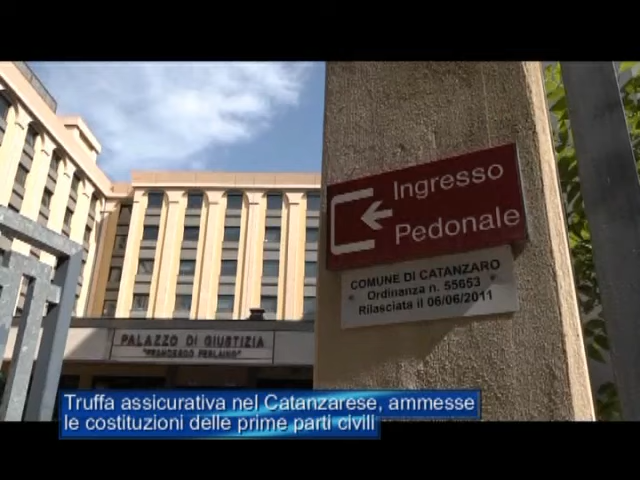 Ingresso
Pedonale
COMUNE DI CATANZARO
Ordinanza n. 55653
Rilasciata il 06/06/2011
PALAZZO DI GIUSTIZIA
"FRANCESCO FERLAINO"
Truffa assicurativa nel Catanzarese, ammesse
le costituzioni delle prime parti civili